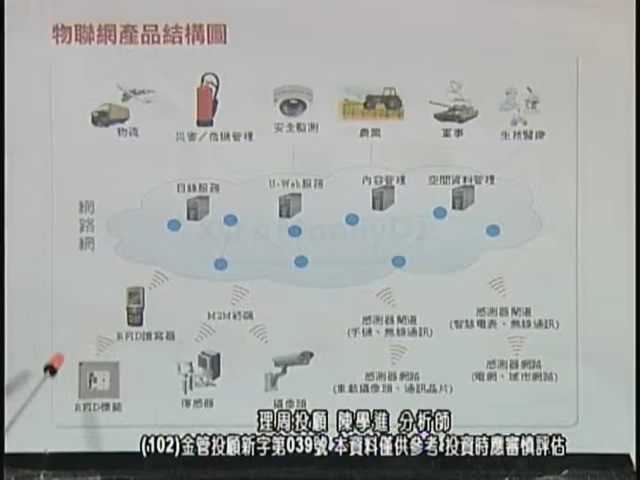 物聯網產品結構圖
物流
災害／危機管理
安全監測
農業
軍事
生技醫療
目錄服務
U-Web服務
內容管理
空間資料管理
網路網
RFID讀寫器
M2M終端
感測器閘道
(手機、無線通訊)
感測器閘道
(智慧電表、無線通訊)
RFID標籤
傳感器
攝像頭
感測器網路
(車載攝像頭、通訊晶片)
感測器網路
(電網、城市網路)
理周投顧 陳學進 分析師
(102)金管投顧新字第039號 本資料僅供參考 投資時應審慎評估